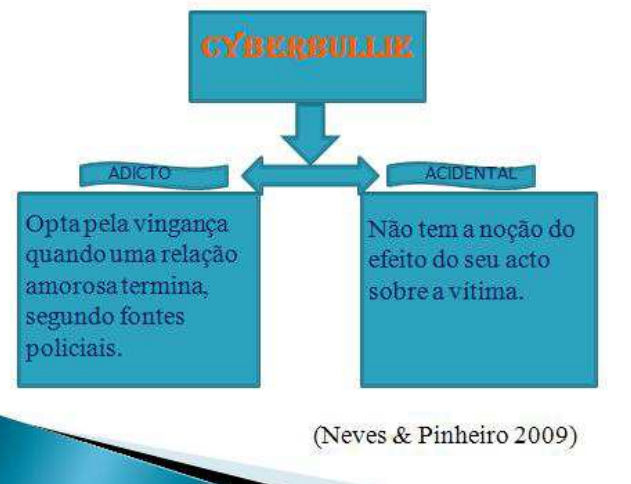 CYBERBULLIE
ADICTO
Opta pela vingança
quando uma relação
amorosa termina,
segundo fontes
policiais.
ACIDENTAL
Não tem a noção do
efeito do seu acto
sobre a vítima.
(Neves & Pinheiro 2009)